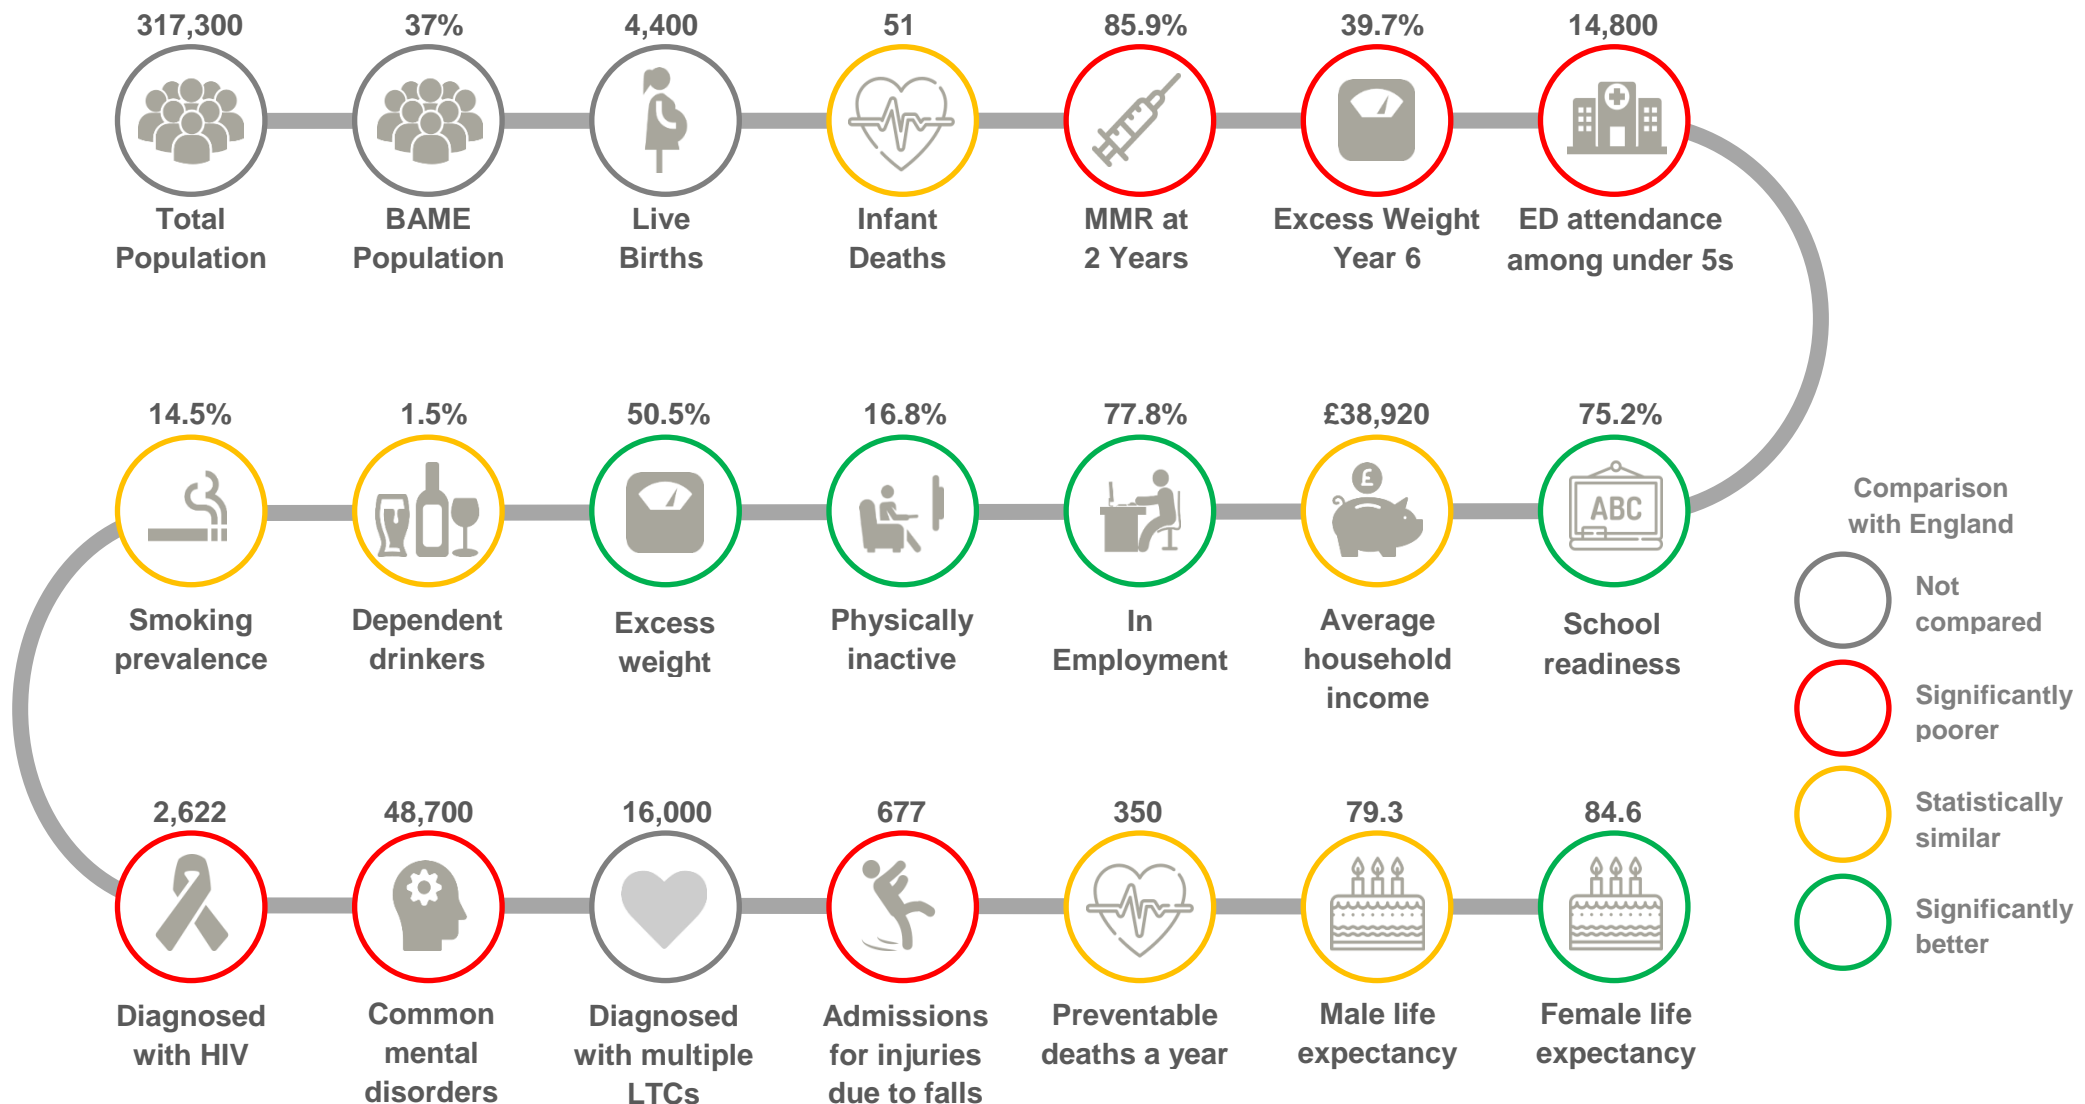 317,300
Total
Population
37%
BAME
Population
4,400
Live
Births
51
Infant
Deaths
85.9%
MMR at
2 Years
39.7%
Excess Weight
Year 6
14,800
ED attendance
among under 5s
14.5%
Smoking
prevalence
1.5%
Dependent
drinkers
50.5%
Excess
weight
16.8%
Physically
inactive
77.8%
In
Employment
£38,920
£
Average
household
income
75.2%
ABC
School
readiness
2,622
Diagnosed
with HIV
48,700
Common
mental
disorders
16,000
Diagnosed
with multiple
LTCs
677
Admissions
for injuries
due to falls
350
Preventable
deaths a year
79.3
Male life
expectancy
84.6
Female life
expectancy
Comparison
with England
Not
compared
Significantly
poorer
Statistically
similar
Significantly
better